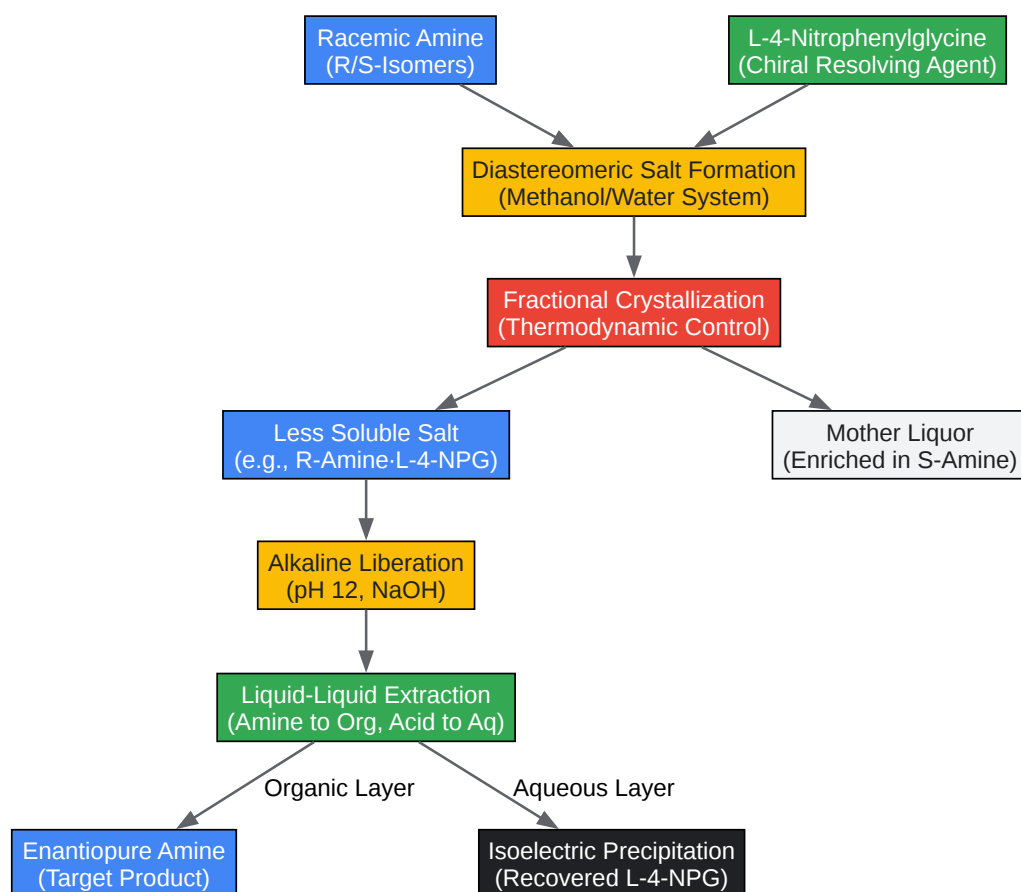 Racemic Amine
(R/S-Isomers)
L-4-Nitrophenylglycine
(Chiral Resolving Agent)
Diastereomeric Salt Formation
(Methanol/Water System)
Fractional Crystallization
(Thermodynamic Control)
Less Soluble Salt
(e.g., R-Amine·L-4-NPG)
Mother Liquor
(Enriched in S-Amine)
Alkaline Liberation
(pH 12, NaOH)
Liquid-Liquid Extraction
(Amine to Org, Acid to Aq)
Organic Layer
Aqueous Layer
Enantiopure Amine
(Target Product)
Isoelectric Precipitation
(Recovered L-4-NPG)